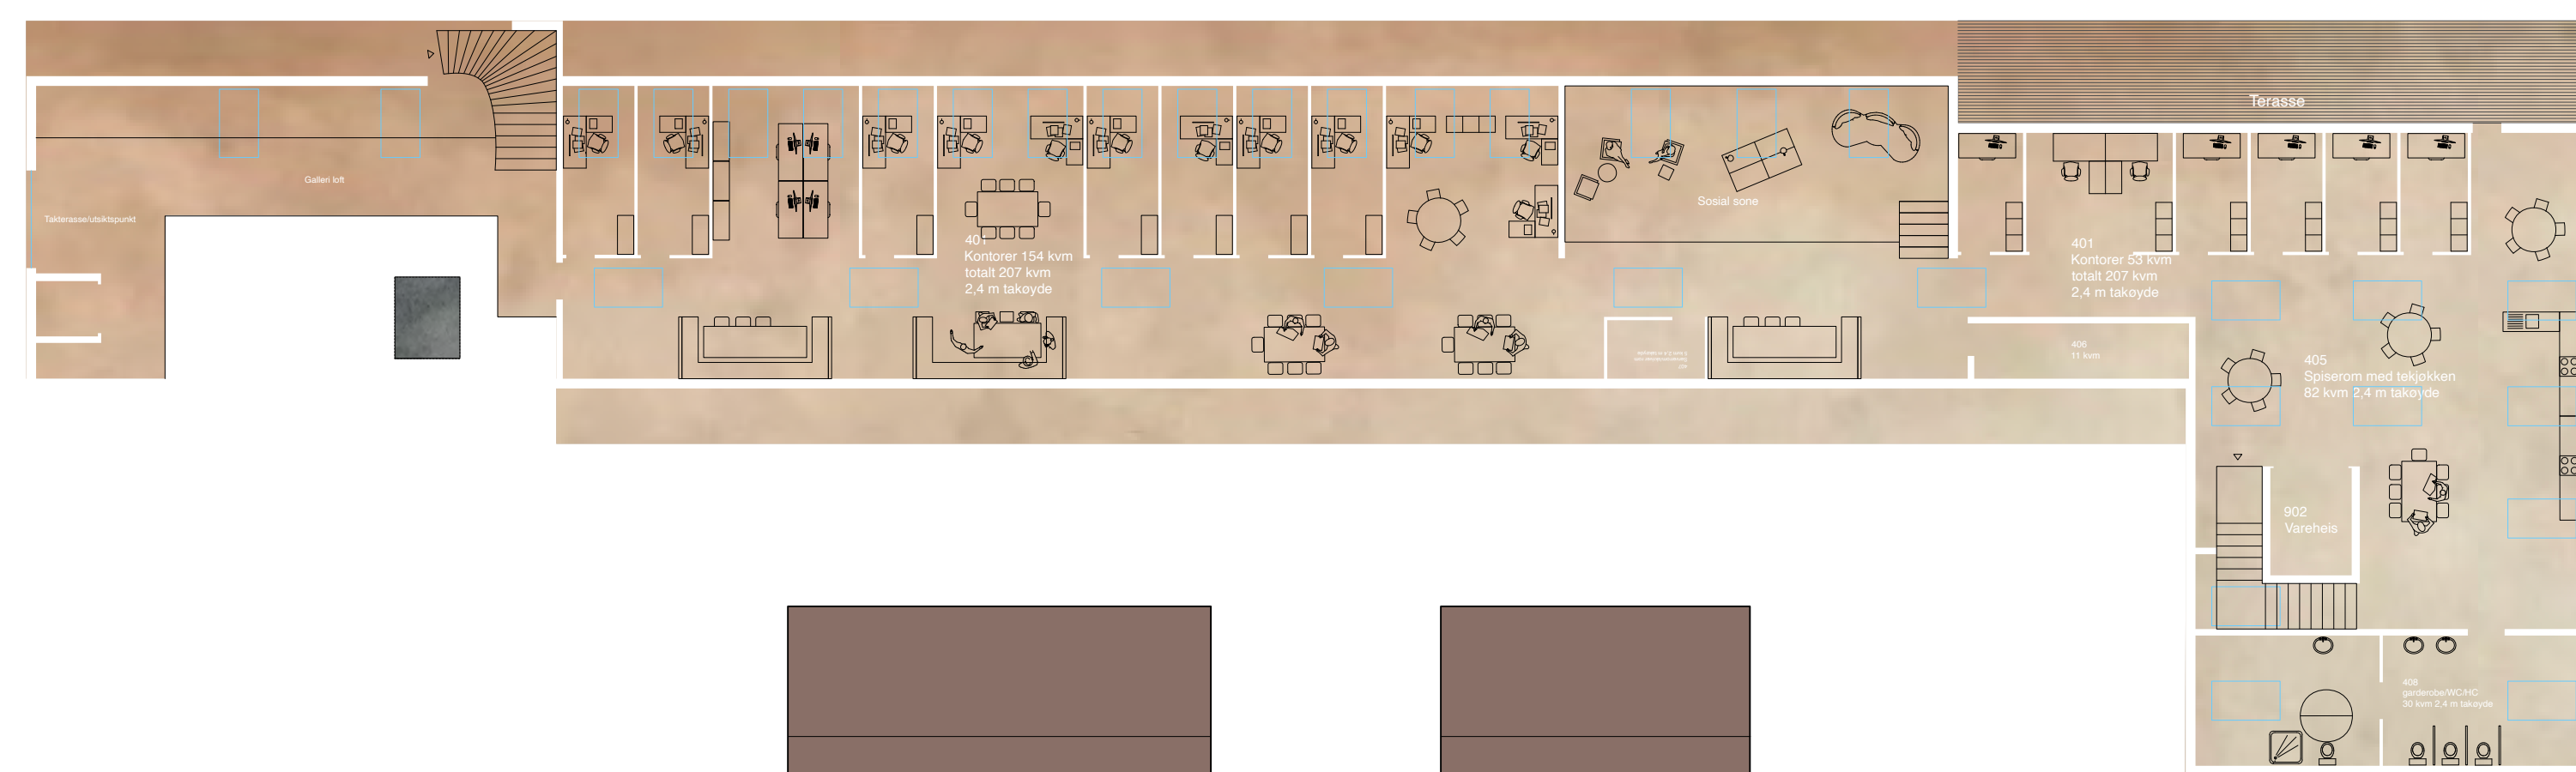 Terasse
Galleri loft
Takterasse/utsiktspunkt
Sosial sone
401
Kontorer 154 kvm
totalt 207 kvm
2,4 m takøyde
401
Kontorer 53 kvm
totalt 207 kvm
2,4 m takøyde
406
11 kvm
405
Spiserom med tekjøkken
82 kvm 2,4 m takøyde
902
Vareheis
408
garderobe/WC/HC
30 kvm 2,4 m takøyde